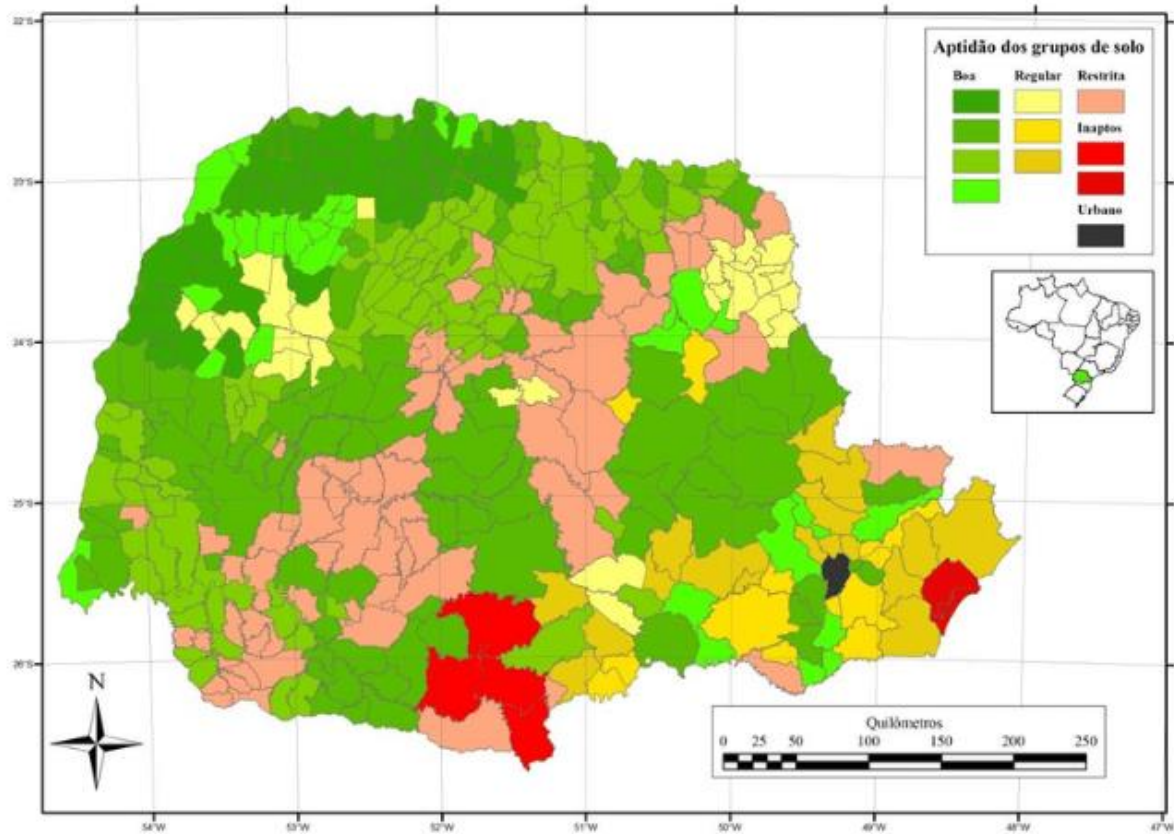 22°S
23°S
24°S
25°S
26°S
Aptidão dos grupos de solo
Boa Regular Restrita
Inaptos
Urbano
N
Quilômetros
0 25 50 100 150 200 250
54°W 53°W 52°W 51°W 50°W 49°W 48°W 47°W